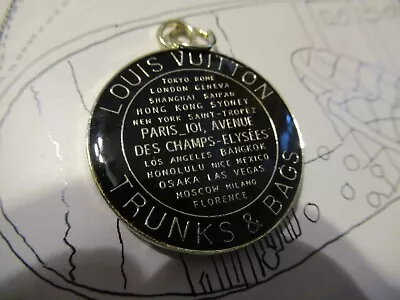 LOUIS VUITTON
TOKYO ROME
LONDON GENEVA
SHANGHAI SAIPAN
HONG KONG SYDNEY
NEW YORK SAINT-TROPEZ
PARIS_101, AVENUE
DES CHAMPS-ELYSÉES
LOS ANGELES BANGKOK
HONOLULU NICE MEXICO
OSAKA LAS VEGAS
MOSCOW MILANO
FLORENCE
TRUNKS & BAGS